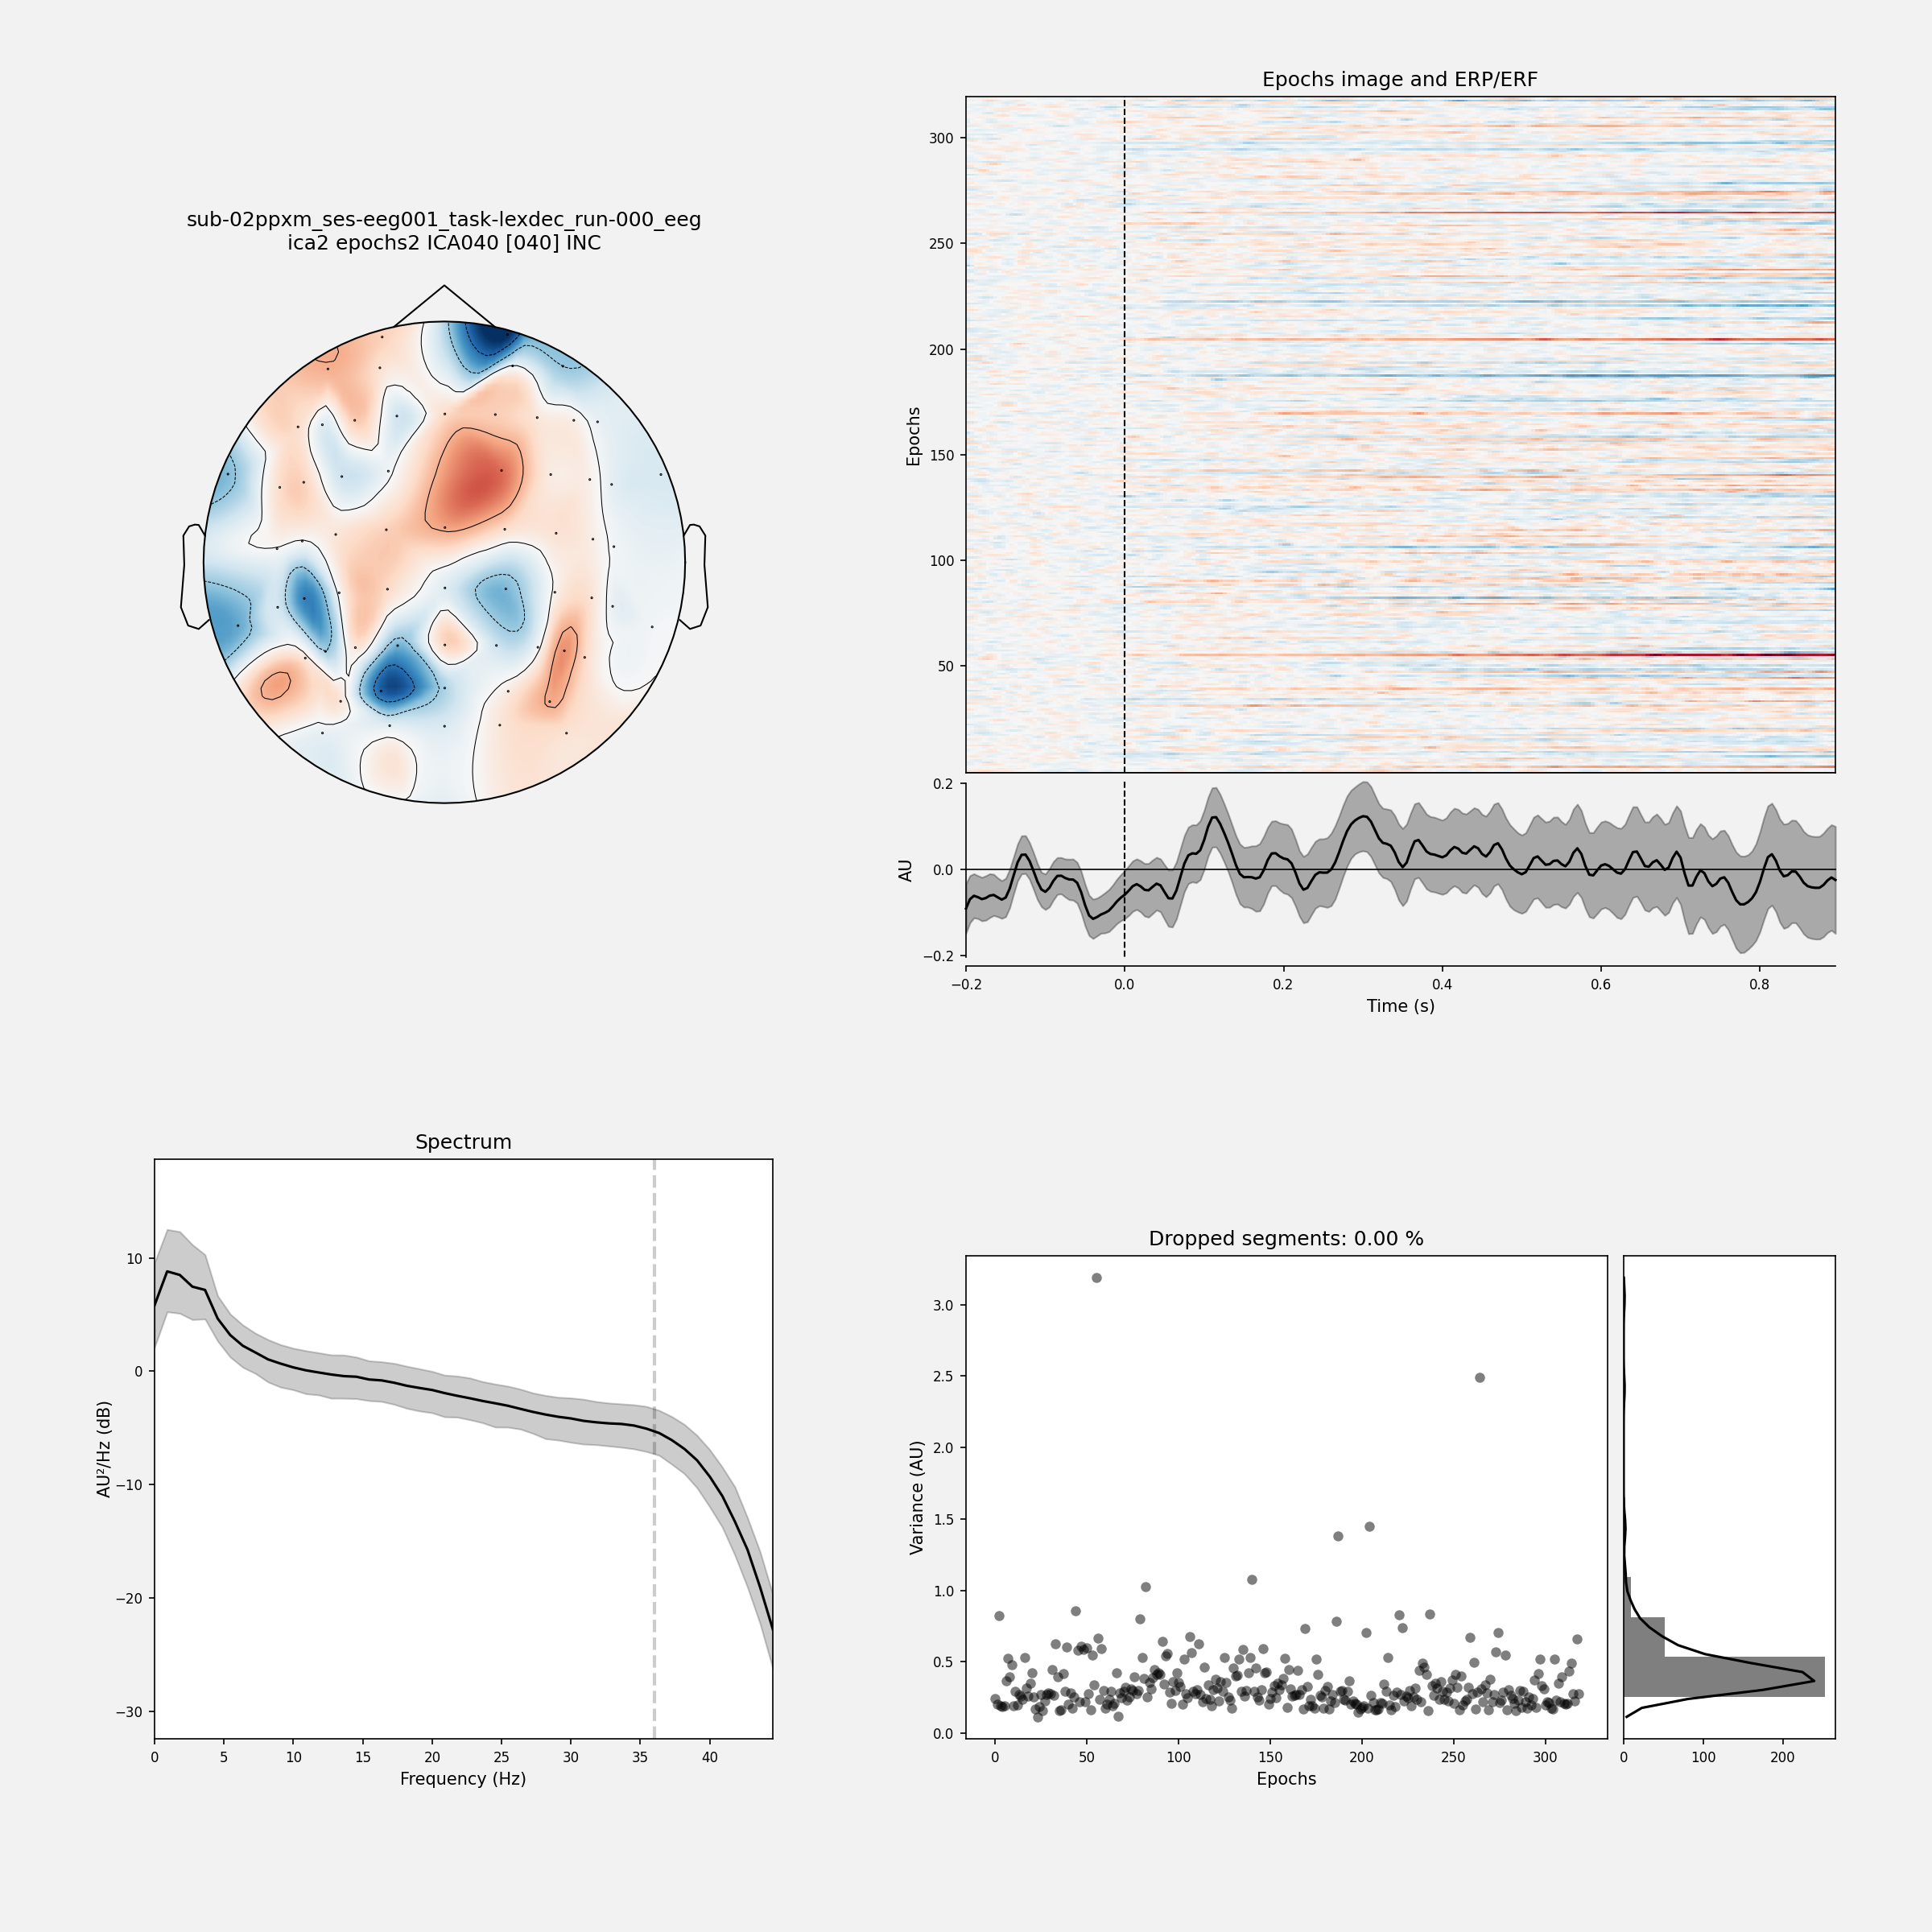 sub-02ppxm_ses-eeg001_task-lexdec_run-000_eeg
ica2 epochs2 ICA040 [040] INC
Epochs image and ERP/ERF
300
250
200
150
100
50
Epochs
0.2
0.0
−0.2
AU
−0.2 0.0 0.2 0.4 0.6 0.8
Time (s)
Spectrum
10
0
−10
−20
−30
AU²/Hz (dB)
0 5 10 15 20 25 30 35 40
Frequency (Hz)
Dropped segments: 0.00 %
3.0
2.5
2.0
1.5
1.0
0.5
0.0
Variance (AU)
0 50 100 150 200 250 300
Epochs
0 100 200